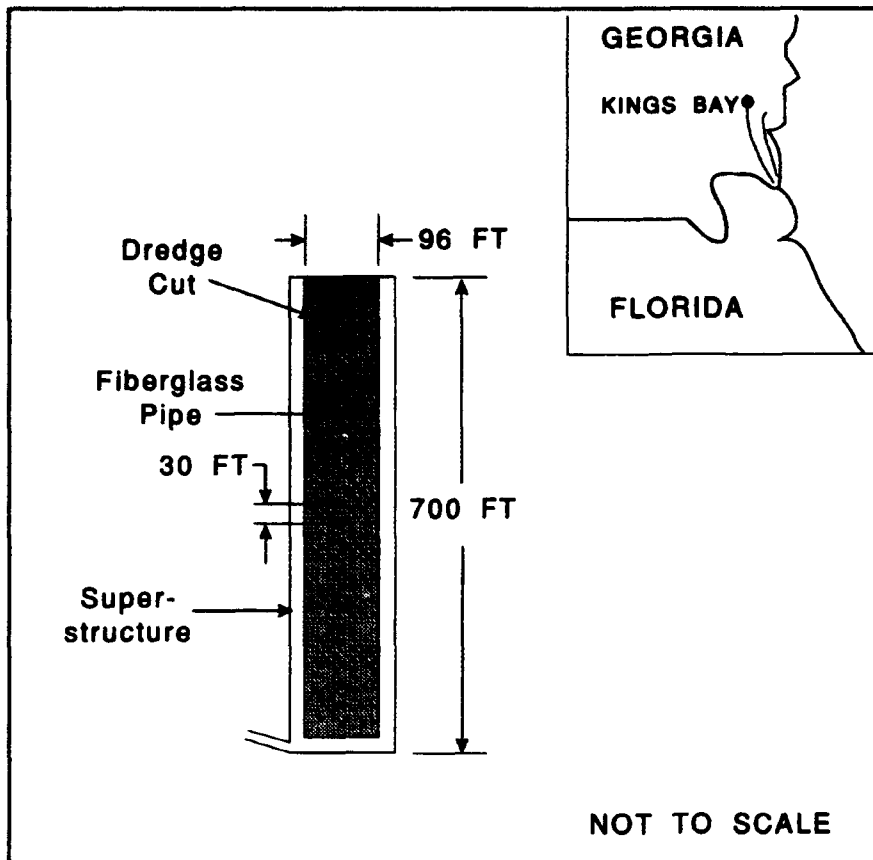 GEORGIA
KINGS BAY
FLORIDA
96 FT
Dredge
Cut
Fiberglass
Pipe
30 FT
700 FT
Super-
structure
NOT TO SCALE